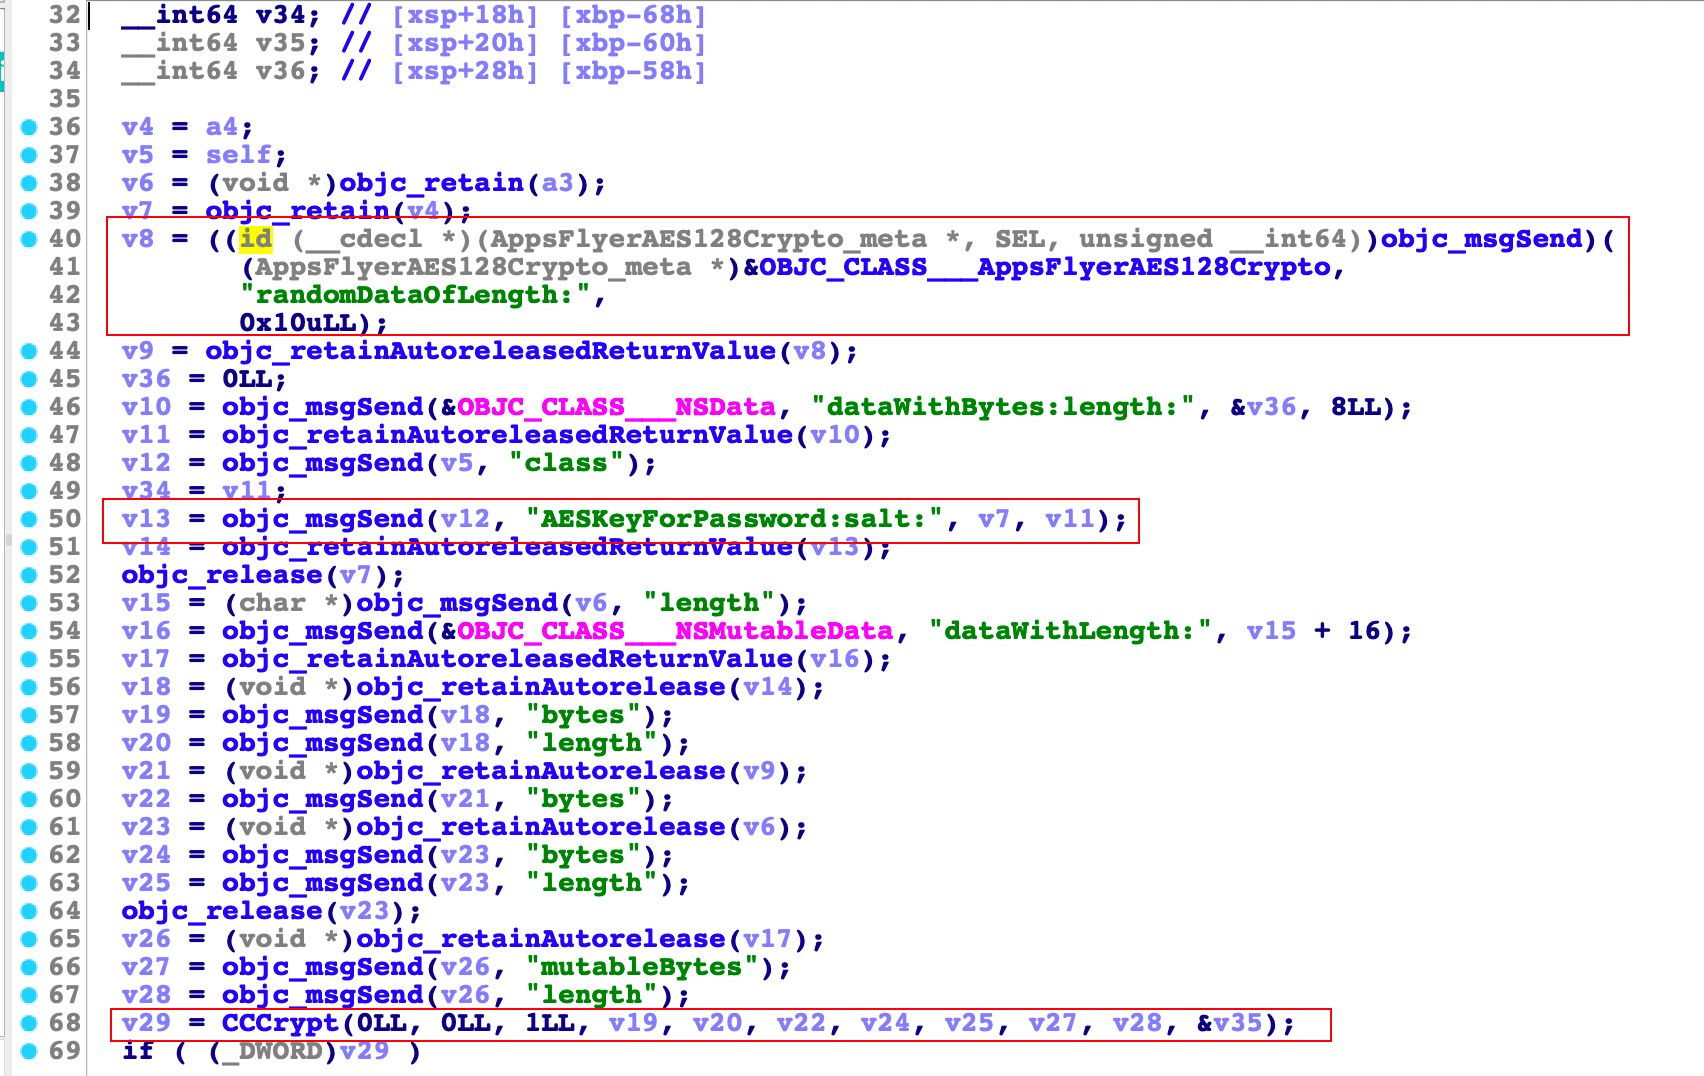 32 __int64 v34; // [xsp+18h] [xbp-68h]
33 __int64 v35; // [xsp+20h] [xbp-60h]
34 __int64 v36; // [xsp+28h] [xbp-58h]
35
36 v4 = a4;
37 v5 = self;
38 v6 = (void *)objc_retain(a3);
39 v7 = objc_retain(v4);
40 v8 = ((id (__cdecl *)(AppsFlyerAES128Crypto_meta *, SEL, unsigned __int64))objc_msgSend)(
41 (AppsFlyerAES128Crypto_meta *)&OBJC_CLASS___AppsFlyerAES128Crypto,
42 "randomDataOfLength:",
43 0x10uLL);
44 v9 = objc_retainAutoreleasedReturnValue(v8);
45 v36 = 0LL;
46 v10 = objc_msgSend(&OBJC_CLASS___NSData, "dataWithBytes:length:", &v36, 8LL);
47 v11 = objc_retainAutoreleasedReturnValue(v10);
48 v12 = objc_msgSend(v5, "class");
49 v34 = v11;
50 v13 = objc_msgSend(v12, "AESKeyForPassword:salt:", v7, v11);
51 v14 = objc_retainAutoreleasedReturnValue(v13);
52 objc_release(v7);
53 v15 = (char *)objc_msgSend(v6, "length");
54 v16 = objc_msgSend(&OBJC_CLASS___NSMutableData, "dataWithLength:", v15 + 16);
55 v17 = objc_retainAutoreleasedReturnValue(v16);
56 v18 = (void *)objc_retainAutorelease(v14);
57 v19 = objc_msgSend(v18, "bytes");
58 v20 = objc_msgSend(v18, "length");
59 v21 = (void *)objc_retainAutorelease(v9);
60 v22 = objc_msgSend(v21, "bytes");
61 v23 = (void *)objc_retainAutorelease(v6);
62 v24 = objc_msgSend(v23, "bytes");
63 v25 = objc_msgSend(v23, "length");
64 objc_release(v23);
65 v26 = (void *)objc_retainAutorelease(v17);
66 v27 = objc_msgSend(v26, "mutableBytes");
67 v28 = objc_msgSend(v26, "length");
68 v29 = CCCrypt(0LL, 0LL, 1LL, v19, v20, v22, v24, v25, v27, v28, &v35);
69 if ( (_DWORD)v29 )